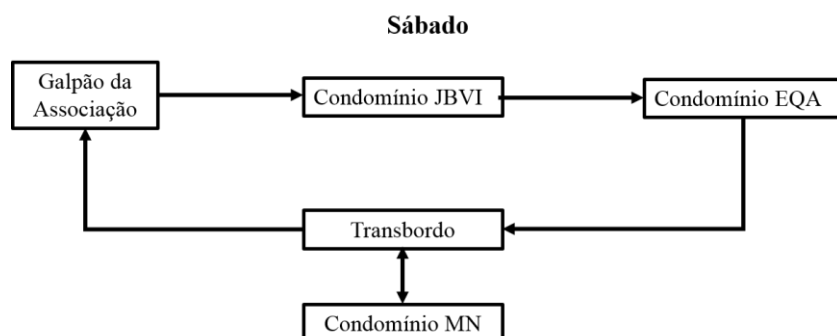 Sábado
Galpão da
Associação
Condomínio JBVI
Condomínio EQA
Transbordo
Condomínio MN